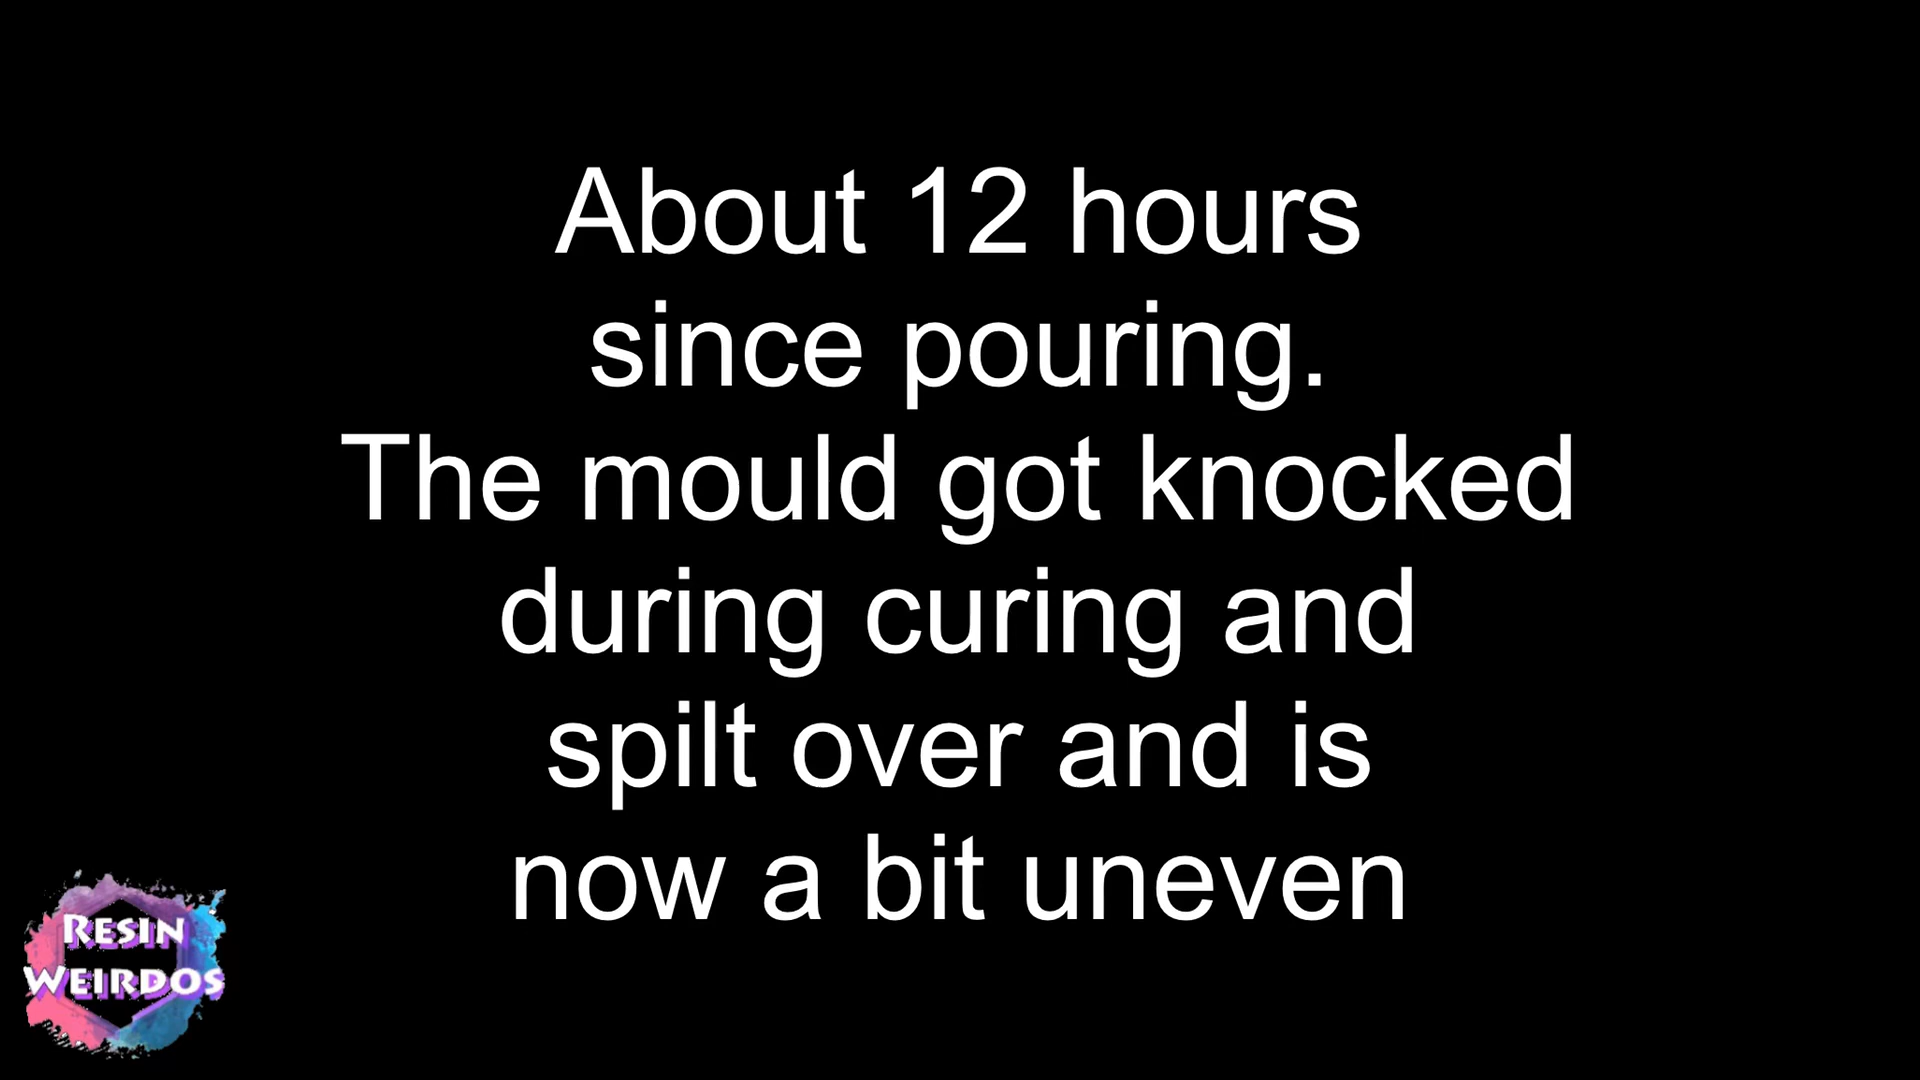 About 12 hours
since pouring.
The mould got knocked
during curing and
spilt over and is
now a bit uneven
RESIN
WEIRDOS